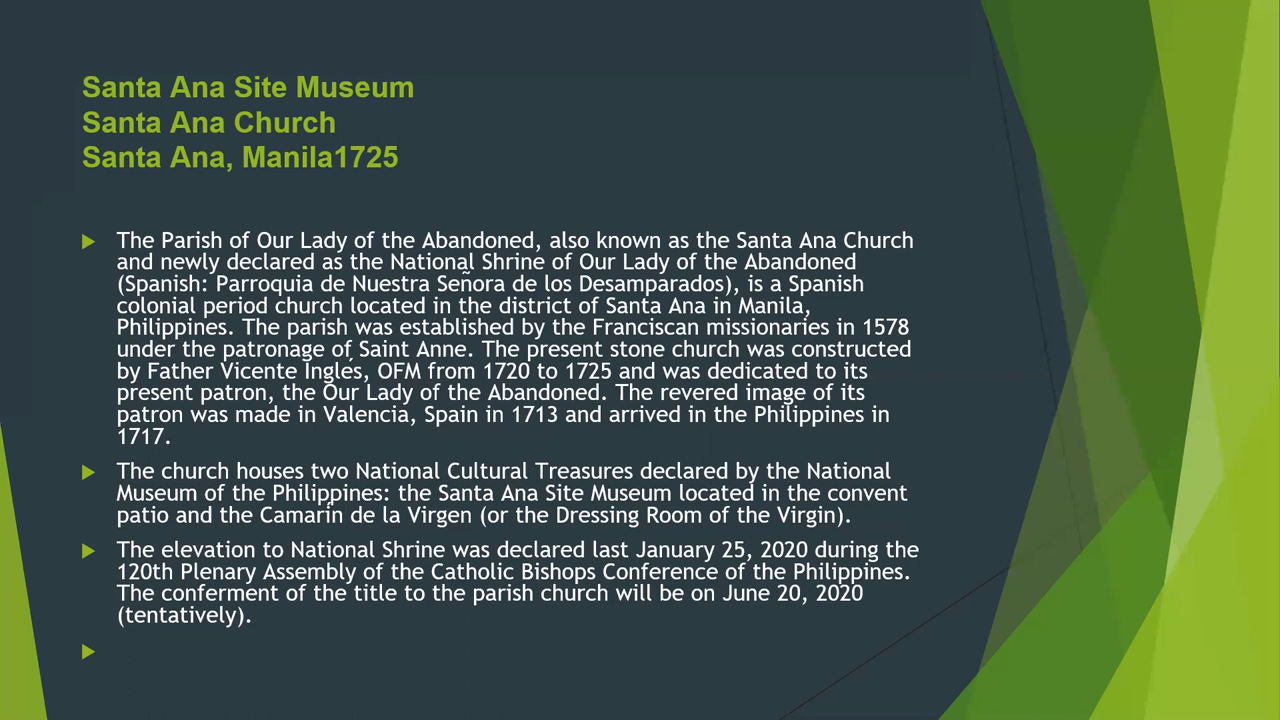 Santa Ana Site Museum
Santa Ana Church
Santa Ana, Manila1725
The Parish of Our Lady of the Abandoned, also known as the Santa Ana Church
and newly declared as the National Shrine of Our Lady of the Abandoned
(Spanish: Parroquia de Nuestra Señora de los Desamparados), is a Spanish
colonial period church located in the district of Santa Ana in Manila,
Philippines. The parish was established by the Franciscan missionaries in 1578
under the patronage of Saint Anne. The present stone church was constructed
by Father Vicente Inglés, OFM from 1720 to 1725 and was dedicated to its
present patron, the Our Lady of the Abandoned. The revered image of its
patron was made in Valencia, Spain in 1713 and arrived in the Philippines in
1717.
The church houses two National Cultural Treasures declared by the National
Museum of the Philippines: the Santa Ana Site Museum located in the convent
patio and the Camarin de la Virgen (or the Dressing Room of the Virgin).
The elevation to National Shrine was declared last January 25, 2020 during the
120th Plenary Assembly of the Catholic Bishops Conference of the Philippines.
The conferment of the title to the parish church will be on June 20, 2020
(tentatively).